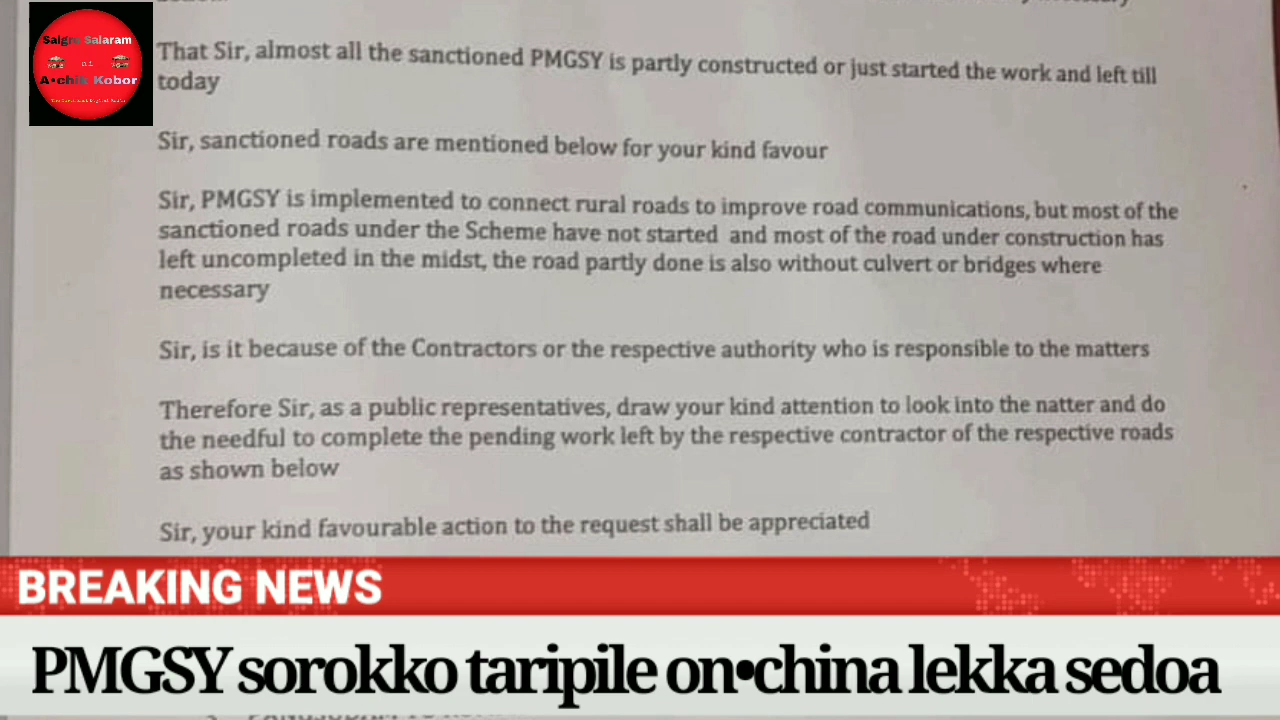 Salgro Salaram
ni
A•chik Kobor
That Sir, almost all the sanctioned PMGSY is partly constructed or just started the work and left till
today
Sir, sanctioned roads are mentioned below for your kind favour
Sir, PMGSY is implemented to connect rural roads to improve road communications, but most of the
sanctioned roads under the Scheme have not started and most of the road under construction has
left uncompleted in the midst, the road partly done is also without culvert or bridges where
necessary
Sir, is it because of the Contractors or the respective authority who is responsible to the matters
Therefore Sir, as a public representatives, draw your kind attention to look into the natter and do
the needful to complete the pending work left by the respective contractor of the respective roads
as shown below
Sir, your kind favourable action to the request shall be appreciated
BREAKING NEWS
PMGSY sorokko taripile on•china lekka sedoa